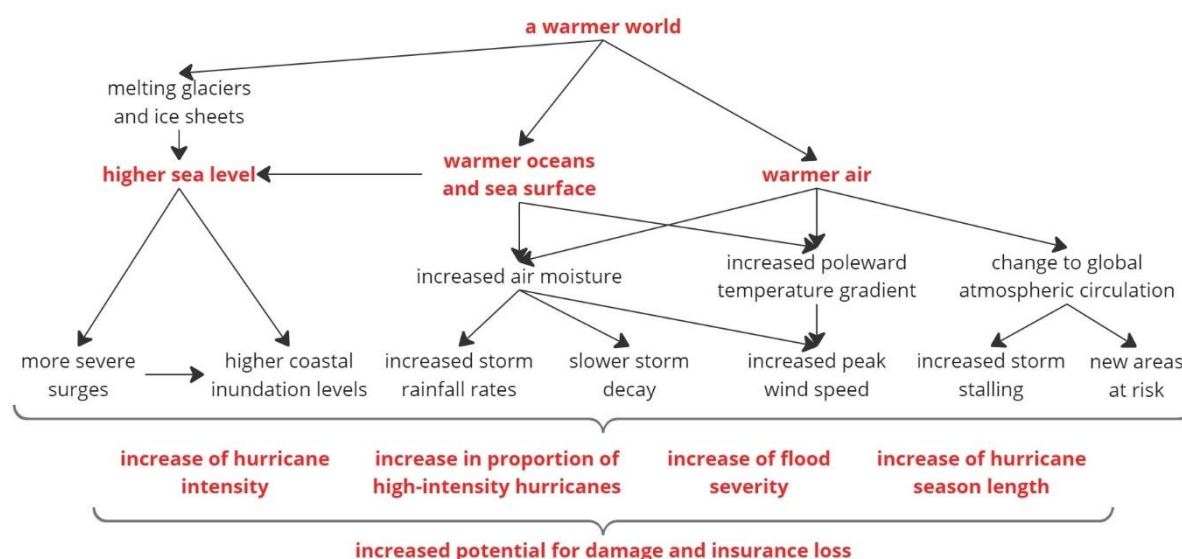 a warmer world
melting glaciers
and ice sheets
higher sea level
warmer oceans
and sea surface
warmer air
increased air moisture
increased poleward
temperature gradient
change to global
atmospheric circulation
more severe
surges
higher coastal
inundation levels
increased storm
rainfall rates
slower storm
decay
increased peak
wind speed
increased storm
stalling
new areas
at risk
increase of hurricane
intensity
increase in proportion of
high-intensity hurricanes
increase of flood
severity
increase of hurricane
season length
increased potential for damage and insurance loss